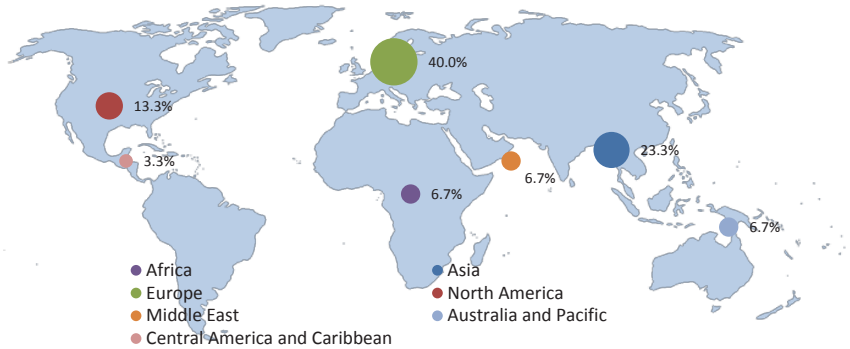 40.0%
13.3%
23.3%
3.3%
6.7%
6.7%
6.7%
Africa
Asia
Europe
North America
Middle East
Australia and Pacific
Central America and Caribbean